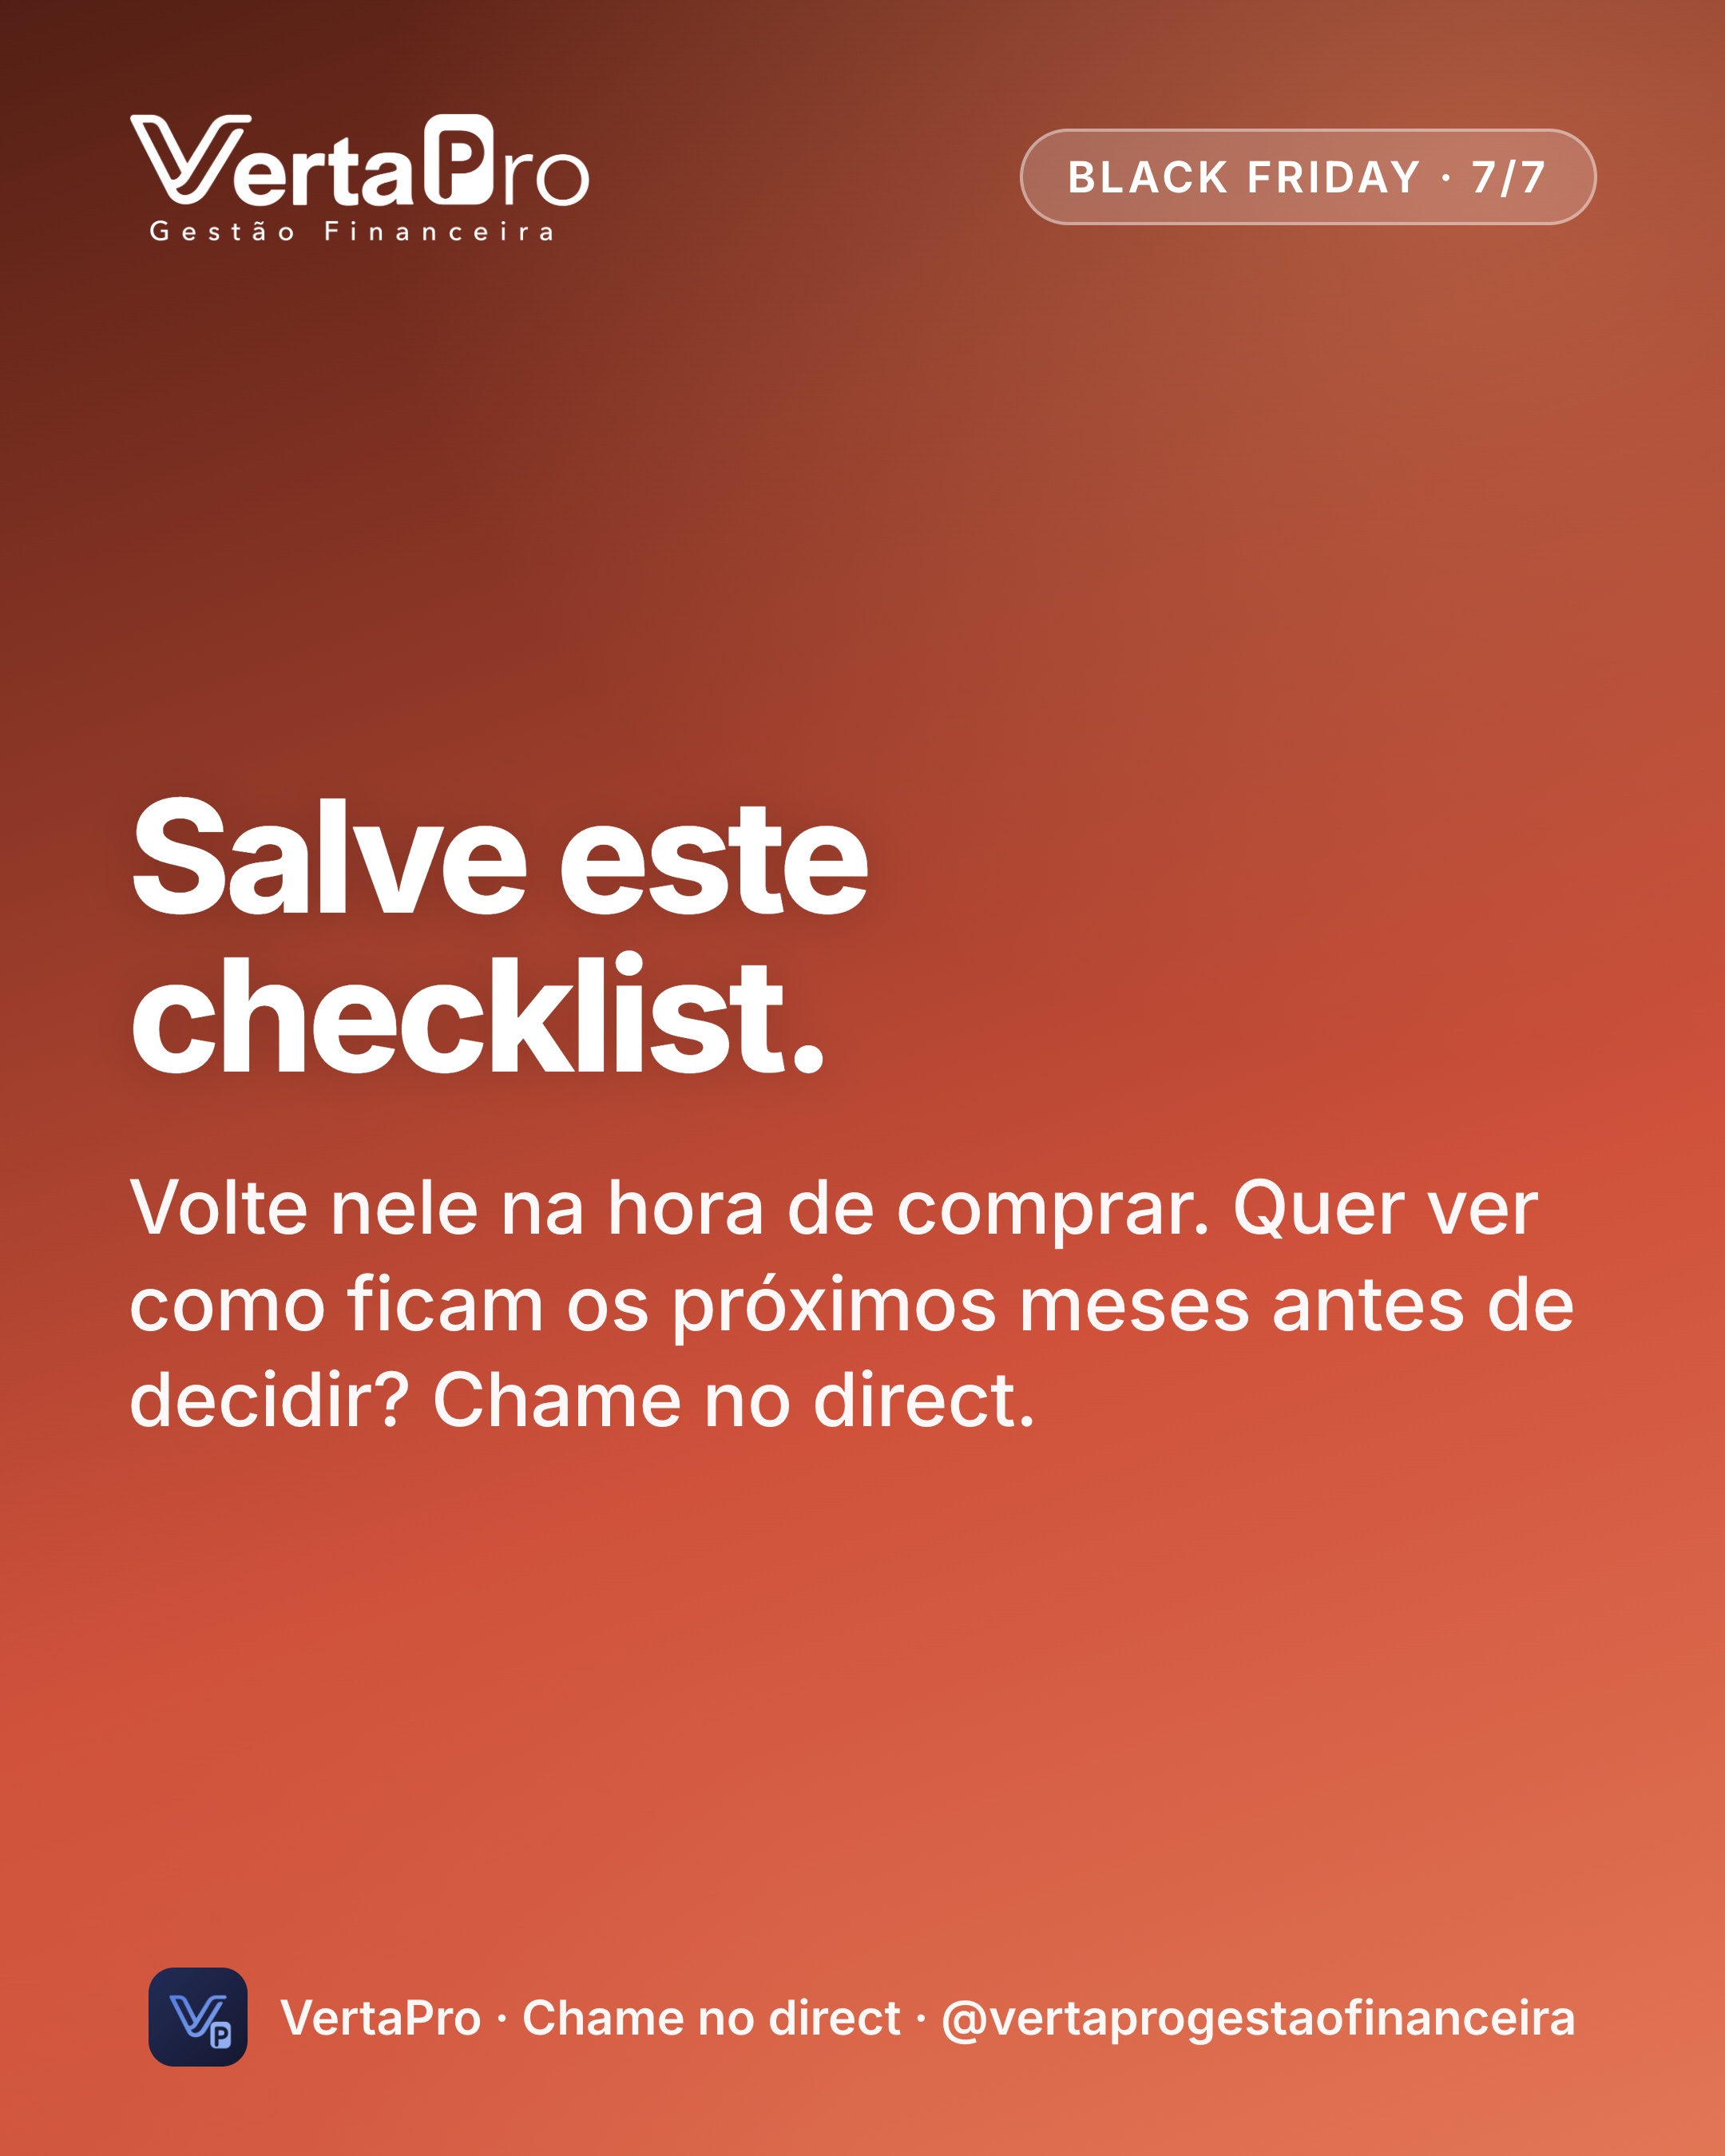 VertaPro
Gestão Financeira
BLACK FRIDAY · 7/7
Salve este
checklist.
Volte nele na hora de comprar. Quer ver
como ficam os próximos meses antes de
decidir? Chame no direct.
VP
VertaPro · Chame no direct · @vertaprogestaofinanceira